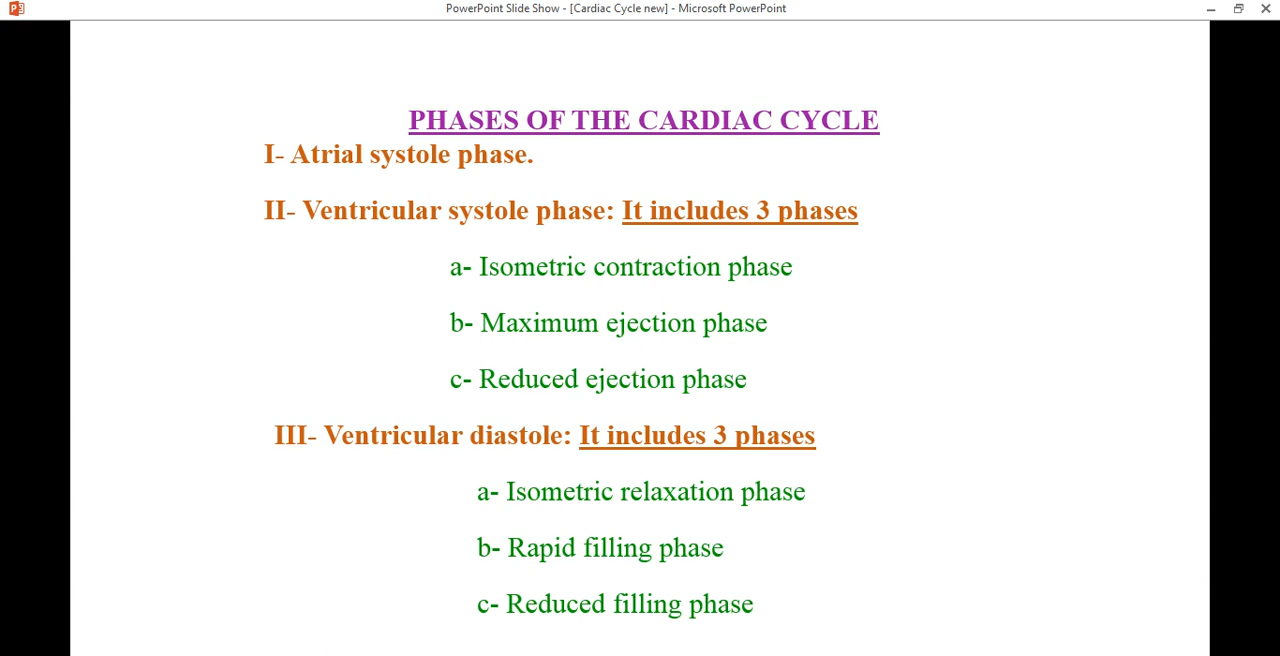 PowerPoint Slide Show - [Cardiac Cycle new] - Microsoft PowerPoint
PHASES OF THE CARDIAC CYCLE
I- Atrial systole phase.
II- Ventricular systole phase: It includes 3 phases
a- Isometric contraction phase
b- Maximum ejection phase
c- Reduced ejection phase
III- Ventricular diastole: It includes 3 phases
a- Isometric relaxation phase
b- Rapid filling phase
c- Reduced filling phase